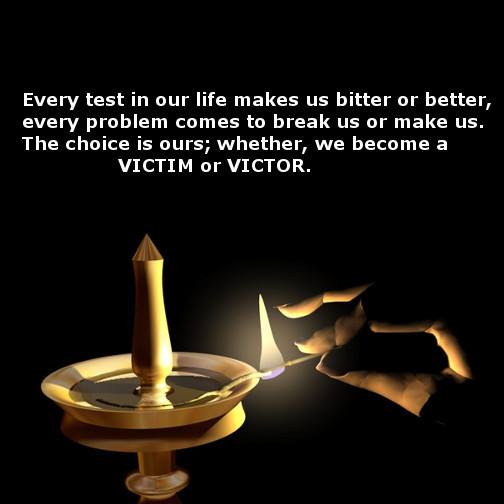 Every test in our life makes us bitter or better,
every problem comes to break us or make us.
The choice is ours; whether, we become a
VICTIM or VICTOR.